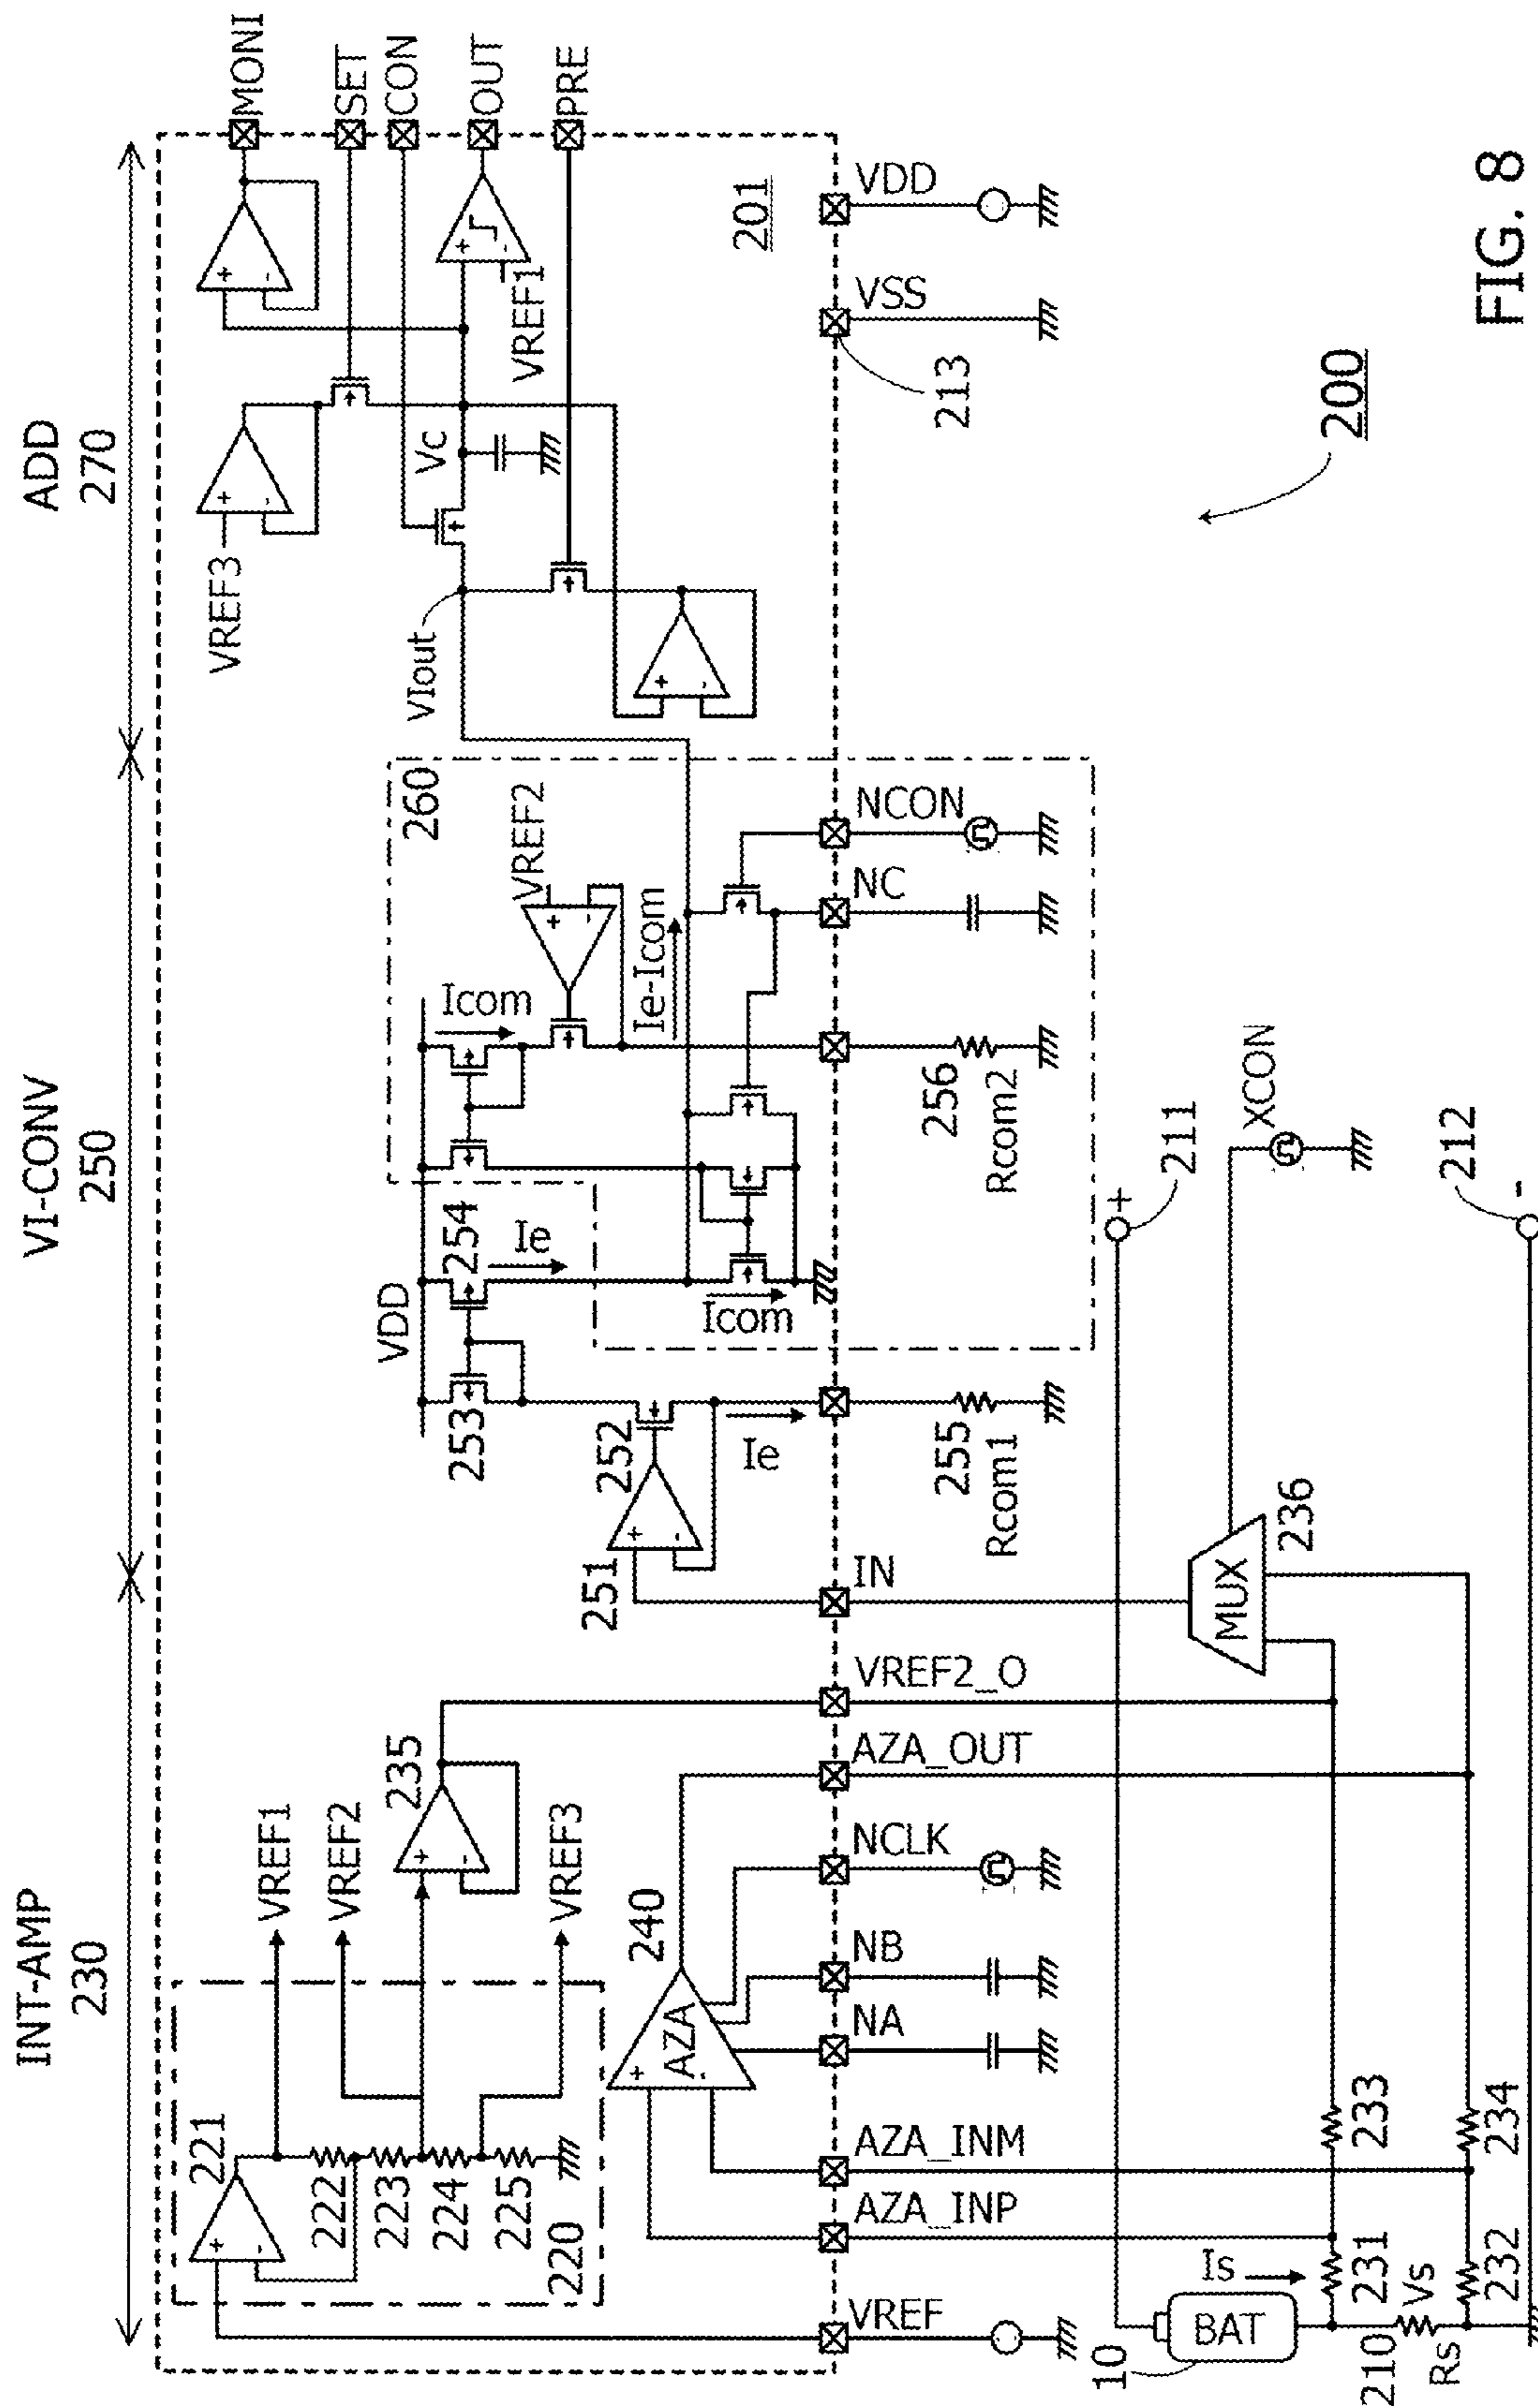 INT-AMP
230
VI-CONV
250
ADD
270
221
222
223
224
225
220
VREF1
VREF2
VREF3
235
240
AZA
+
-
VREF
AZA_INP
AZA_INM
NA
NB
NCLK
AZA_OUT
VREF2_O
IN
251
252
253
254
VDD
Ie
Ie
Icom
Icom
Ie-Icom
VREF2
260
255
Rcom1
256
Rcom2
NC
NCON
VIout
Vc
VREF3
VREF1
MONI
SET
CON
OUT
PRE
201
VSS
VDD
213
10
BAT
Is
231
232
233
234
Vs
210
Rs
MUX
236
XCON
+
211
-
212
200
FIG. 8